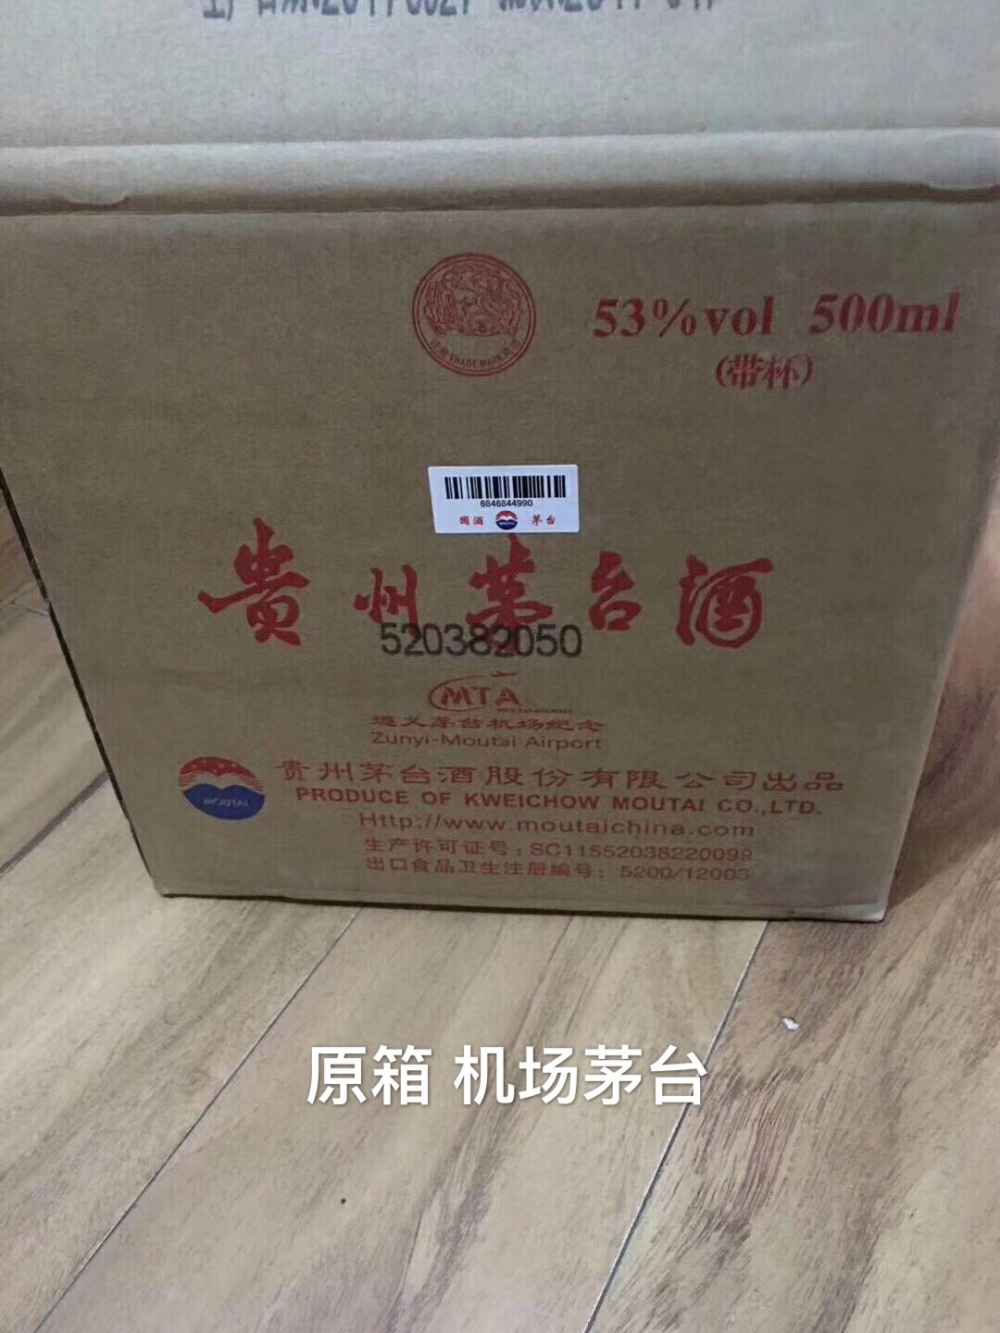 53%vol 500ml
(带杯)
6846844990
国酒 茅台
贵州茅台酒
520382050
MTA
遵义茅台机场纪念
Zunyi-Moutai Airport
MOUTAI
贵州茅台酒股份有限公司出品
PRODUCE OF KWEICHOW MOUTAI CO.,LTD.
Http://www.moutaichina.com
生产许可证号：SC11552038220099
出口食品卫生注册编号：5200/12003
原箱 机场茅台